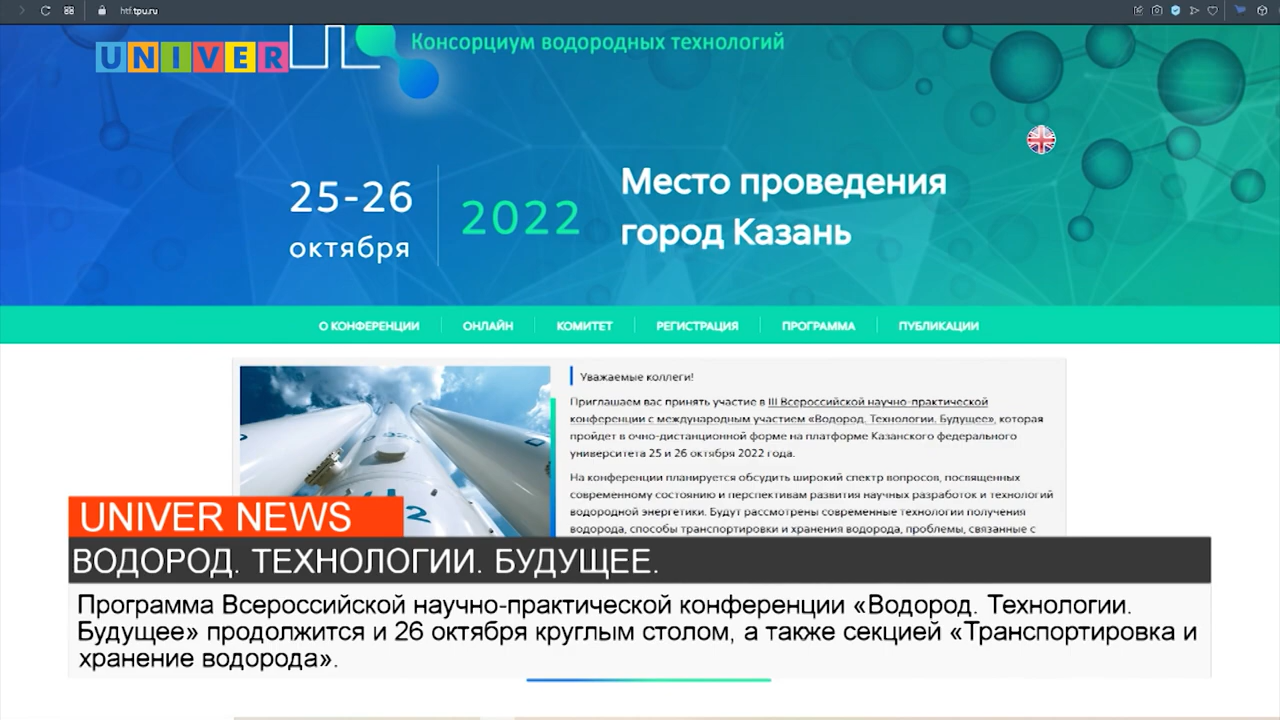 htf.tpu.ru
UNIVER
Консорциум водородных технологий
25-26
октября
2022
Место проведения
город Казань
О КОНФЕРЕНЦИИ
ОНЛАЙН
КОМИТЕТ
РЕГИСТРАЦИЯ
ПРОГРАММА
ПУБЛИКАЦИИ
Уважаемые коллеги!
Приглашаем вас принять участие в III Всероссийской научно-практической
конференции с международным участием «Водород. Технологии. Будущее», которая
пройдет в очно-дистанционной форме на платформе Казанского федерального
университета 25 и 26 октября 2022 года.
На конференции планируется обсудить широкий спектр вопросов, посвященных
современному состоянию и перспективам развития научных разработок и технологий
водородной энергетики. Будут рассмотрены современные технологии получения
водорода, способы транспортировки и хранения водорода, проблемы, связанные с
UNIVER NEWS
ВОДОРОД. ТЕХНОЛОГИИ. БУДУЩЕЕ.
Программа Всероссийской научно-практической конференции «Водород. Технологии.
Будущее» продолжится и 26 октября круглым столом, а также секцией «Транспортировка и
хранение водорода».